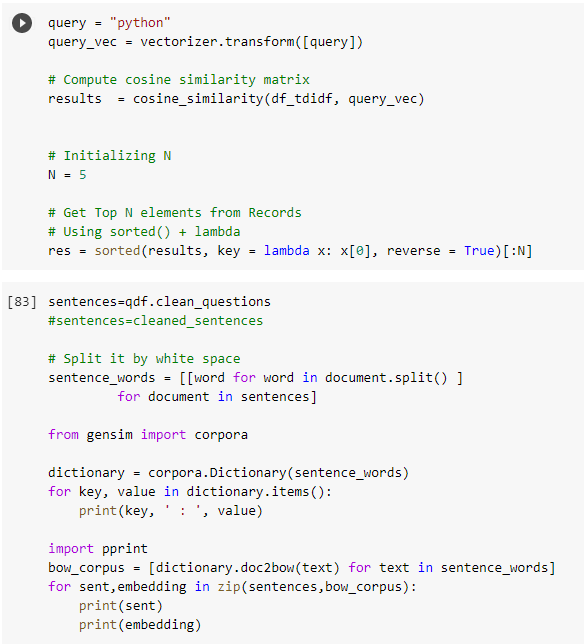 query = "python"
query_vec = vectorizer.transform([query])
# Compute cosine similarity matrix
results  = cosine_similarity(df_tdidf, query_vec)
# Initializing N
N = 5
# Get Top N elements from Records
# Using sorted() + lambda
res = sorted(results, key = lambda x: x[0], reverse = True)[:N]
[83] sentences=qdf.clean_questions
#sentences=cleaned_sentences
# Split it by white space
sentence_words = [[word for word in document.split() ]
         for document in sentences]
from gensim import corpora
dictionary = corpora.Dictionary(sentence_words)
for key, value in dictionary.items():
    print(key, ' : ', value)
import pprint
bow_corpus = [dictionary.doc2bow(text) for text in sentence_words]
for sent,embedding in zip(sentences,bow_corpus):
    print(sent)
    print(embedding)